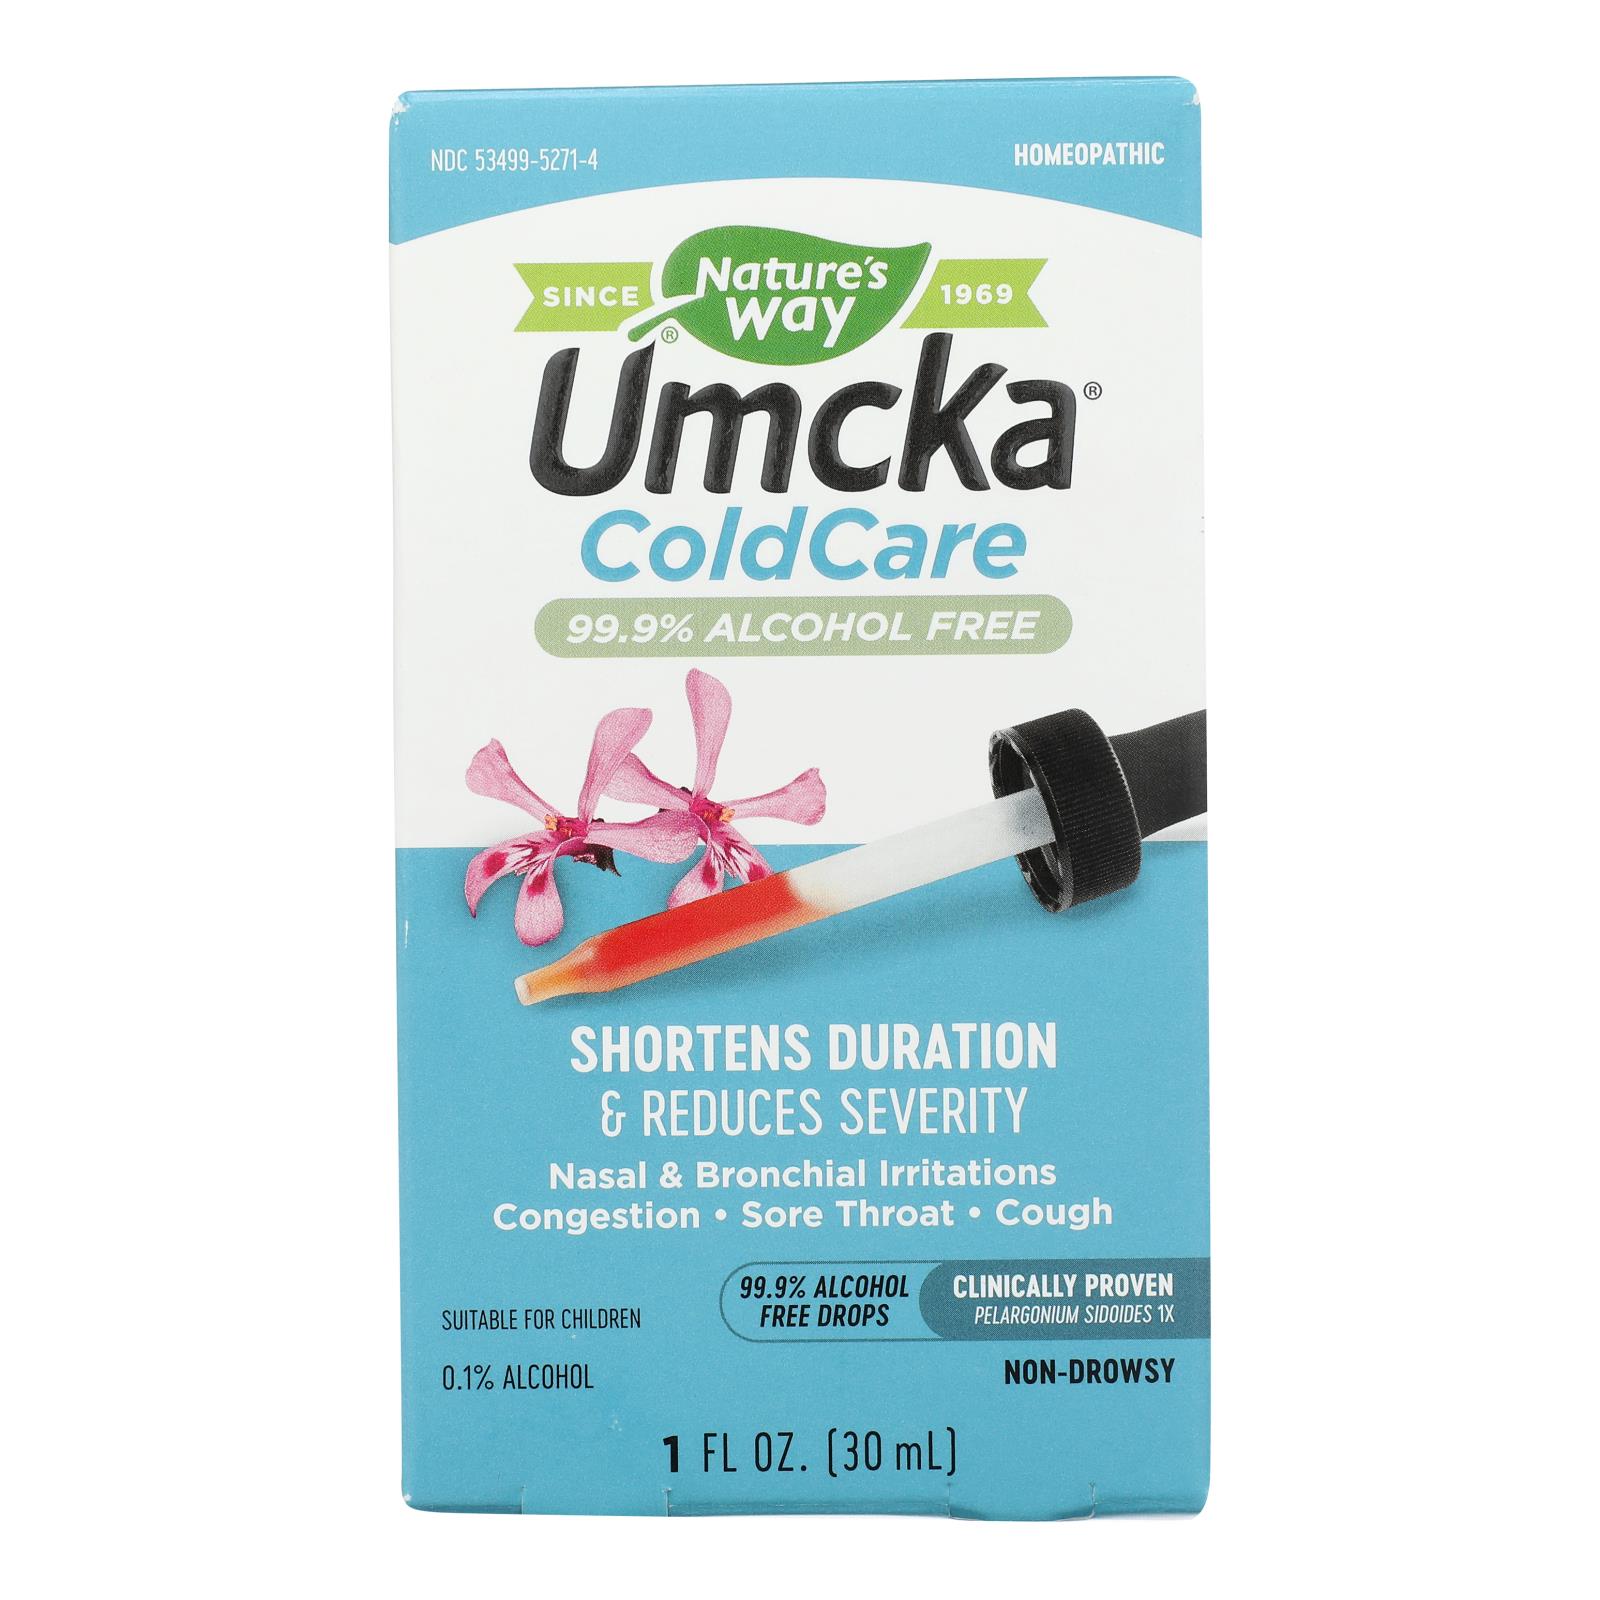 NDC 53499-5271-4
HOMEOPATHIC
SINCE
Nature's
Way
1969
®
Umcka®
ColdCare
99.9% ALCOHOL FREE
SHORTENS DURATION
& REDUCES SEVERITY
Nasal & Bronchial Irritations
Congestion • Sore Throat • Cough
99.9% ALCOHOL
FREE DROPS
CLINICALLY PROVEN
PELARGONIUM SIDOIDES 1X
SUITABLE FOR CHILDREN
0.1% ALCOHOL
NON-DROWSY
1 FL OZ. (30 mL)